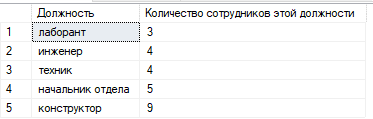 Должность Количество сотрудников этой должности
1 лаборант 3
2 инженер 4
3 техник 4
4 начальник отдела 5
5 конструктор 9